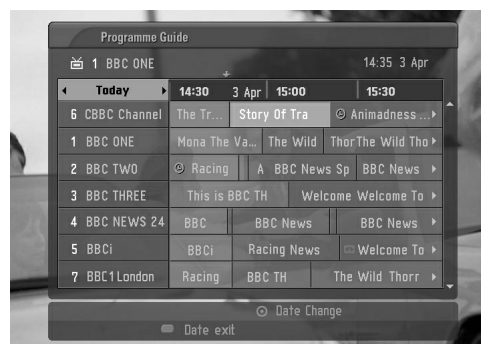 Programme Guide
1 BBC ONE 14:35 3 Apr
Today 14:30 3 Apr 15:00 15:30
6 CBBC Channel The Tr... Story Of Tra Animadness ...
1 BBC ONE Mona The Va... The Wild ThorThe Wild Tho
2 BBC TWO Racing A BBC News Sp BBC News
3 BBC THREE This is BBC TH Welcome Welcome To
4 BBC NEWS 24 BBC BBC News BBC News
5 BBCi BBCi Racing News Welcome To
7 BBC1 London Racing BBC TH The Wild Thorr
Date Change
Date exit